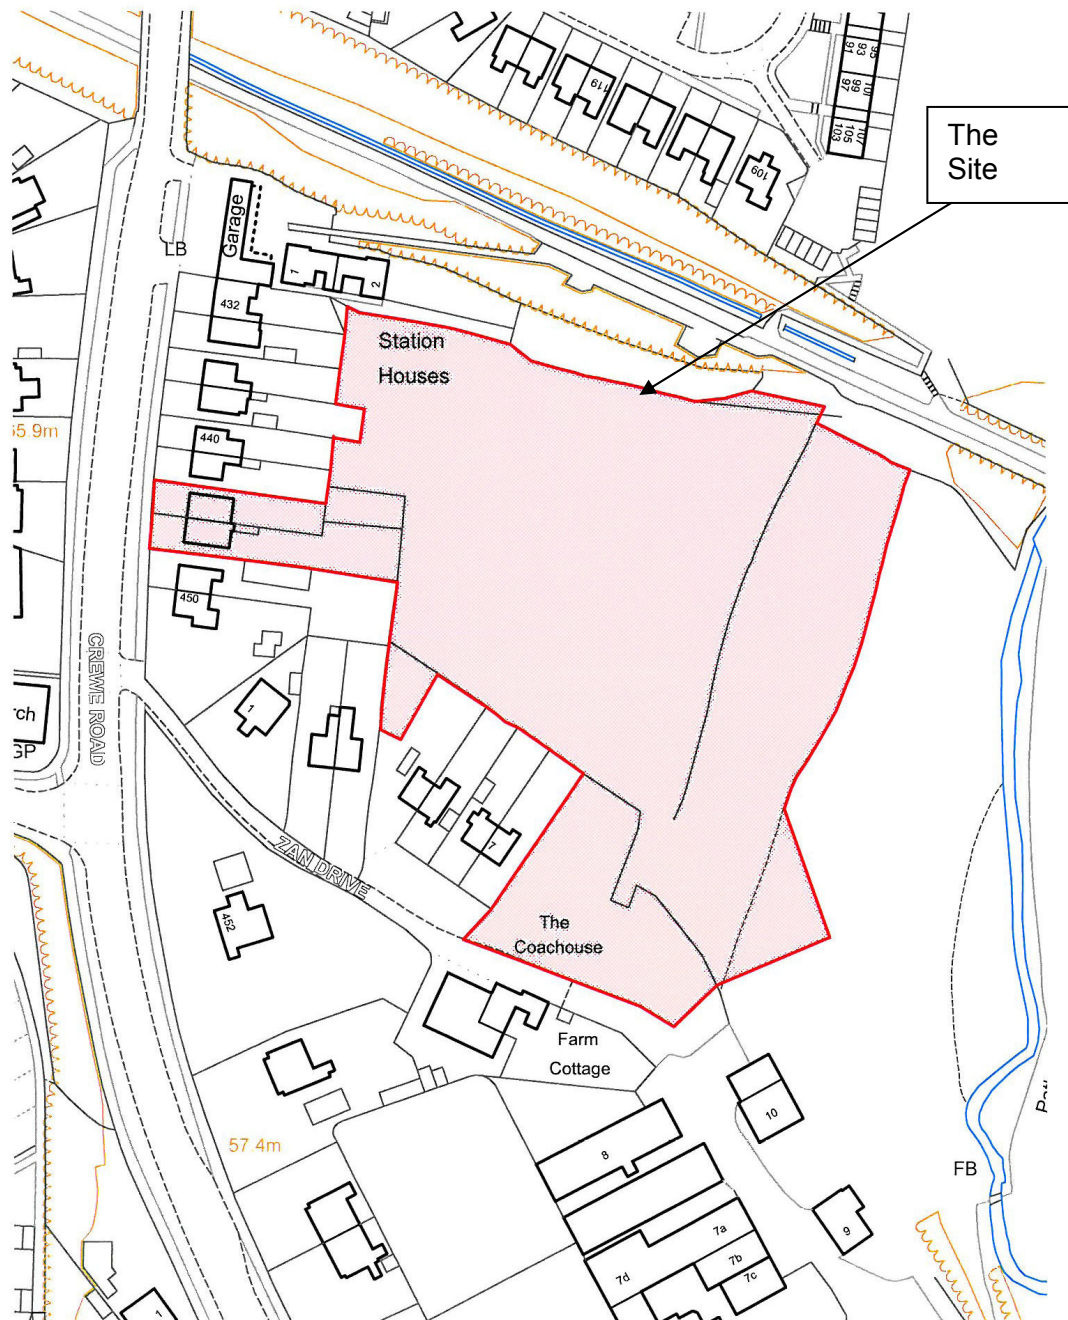 95
93
91
101
99
97
107
105
103
119
109
The
Site
Garage
LB
1
2
432
Station
Houses
440
55.9m
450
CREWE ROAD
rch
GP
1
7
ZAN DRIVE
452
The
Coachouse
Farm
Cottage
10
57.4m
8
FB
9
7a
7b
7c
7d
1